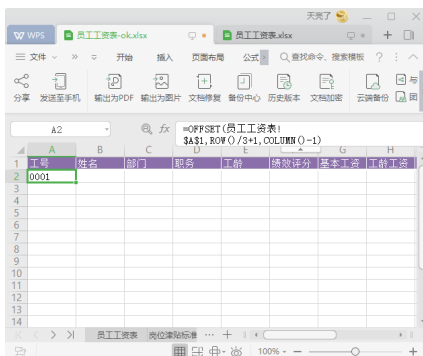 天亮了
WPS 员工工资表-ok.xlsx 员工工资表.xlsx
文件 开始 插入 页面布局 公式 查找命令、搜索模板
分享 发送至手机 输出为PDF 输出为图片 文档修复 备份中心 历史版本 文档加密 云端备份
A2 fx =OFFSET(员工工资表!
$A$1,ROW()/3+1,COLUMN()-1)
A B C D E G H
1 工号 姓名 部门 职务 工龄 绩效评分 基本工资 工龄工资
2 0001
3
4
5
6
7
8
9
10
11
12
13
14
员工工资表 岗位津贴标准 ···
100%